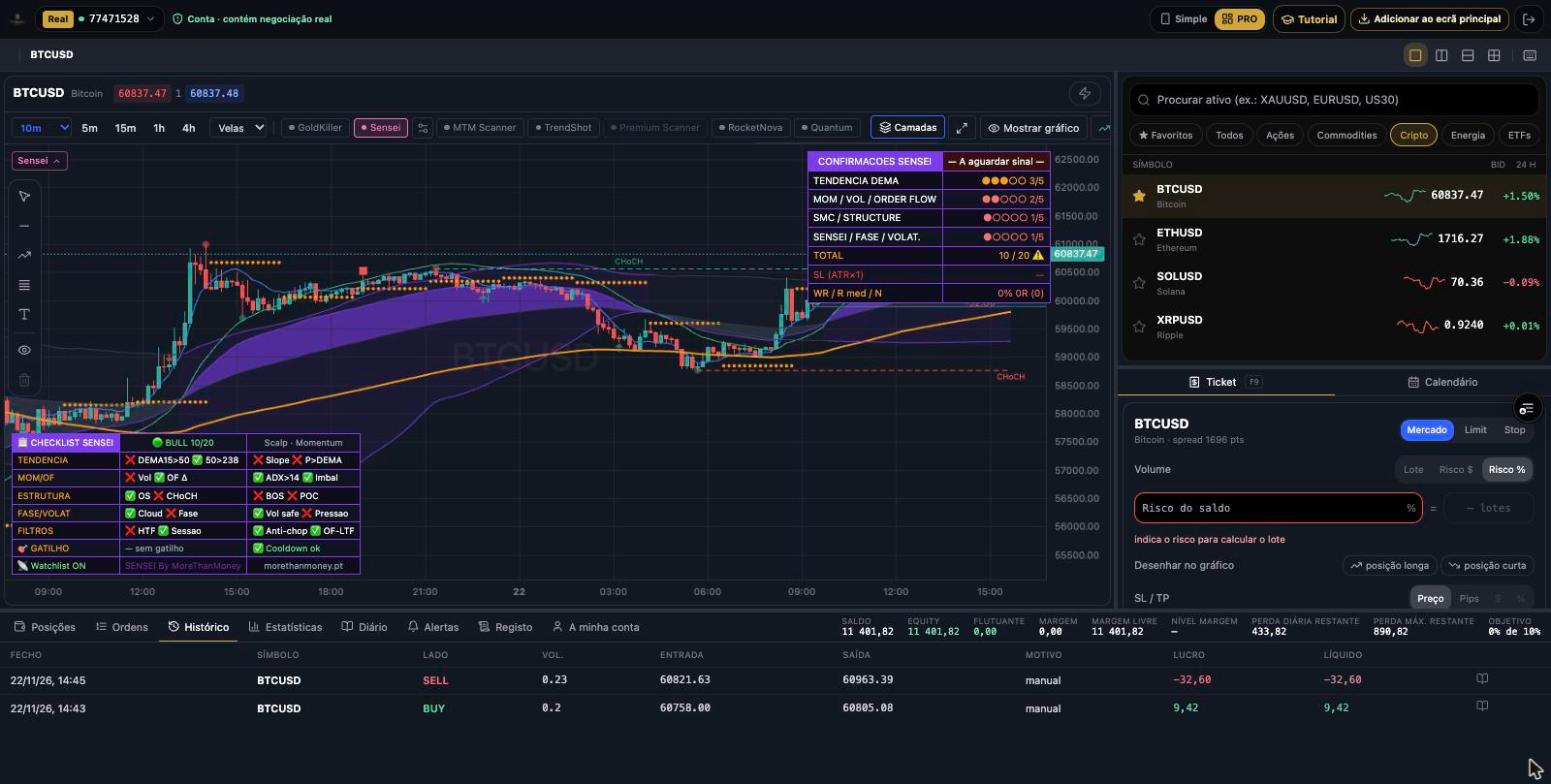 Real 77471528 Conta · contém negociação real Simple PRO Tutorial Adicionar ao ecrã principal
BTCUSD
BTCUSD Bitcoin 60837.47 1 60837.48
10m 5m 15m 1h 4h Velas GoldKiller Sensei MTM Scanner TrendShot Premium Scanner RocketNova Quantum Camadas Mostrar gráfico
Sensei
CONFIRMACOES SENSEI — A aguardar sinal —
TENDENCIA DEMA 3/5
MOM / VOL / ORDER FLOW 2/5
SMC / STRUCTURE 1/5
SENSEI / FASE / VOLAT. 1/5
TOTAL 10 / 20
SL (ATR×1) —
WR / R med / N 0% 0R (0)
62500.00
62000.00
61500.00
61000.00
60837.47
60500.00
60000.00
59500.00
59000.00
58500.00
58000.00
57500.00
57000.00
56500.00
56000.00
55500.00
CHoCH
BTCUSD
CHoCH
CHECKLIST SENSEI BULL 10/20 Scalp · Momentum
TENDENCIA ❌ DEMA15>50 ✅ 50>238 ❌ Slope ❌ P>DEMA
MOM/OF ❌ Vol ✅ OF Δ ✅ ADX>14 ✅ Imbal
ESTRUTURA ✅ OS ❌ CHoCH ❌ BOS ❌ POC
FASE/VOLAT ✅ Cloud ❌ Fase ✅ Vol safe ❌ Pressao
FILTROS ❌ HTF ✅ Sessao ✅ Anti-chop ✅ OF-LTF
GATILHO — sem gatilho ✅ Cooldown ok
Watchlist ON SENSEI By MoreThanMoney morethanmoney.pt
09:00 12:00 15:00 18:00 21:00 22 03:00 06:00 09:00 12:00 15:00
Procurar ativo (ex.: XAUUSD, EURUSD, US30)
Favoritos Todos Ações Commodities Cripto Energia ETFs
SÍMBOLO BID 24 H
BTCUSD 60837.47 +1.50%
Bitcoin
ETHUSD 1716.27 +1.88%
Ethereum
SOLUSD 70.36 −0.09%
Solana
XRPUSD 0.9240 +0.01%
Ripple
Ticket F9 Calendário
BTCUSD
Bitcoin · spread 1696 pts
Mercado Limit Stop
Volume Lote Risco $ Risco %
Risco do saldo % = — lotes
indica o risco para calcular o lote
Desenhar no gráfico posição longa posição curta
SL / TP Preço Pips $ %
Posições Ordens Histórico Estatísticas Diário Alertas Registo A minha conta
SALDO EQUITY FLUTUANTE MARGEM MARGEM LIVRE NÍVEL MARGEM PERDA DIÁRIA RESTANTE PERDA MÁX. RESTANTE OBJETIVO
11 401,82 11 401,82 0,00 0,00 11 401,82 — 433,82 890,82 0% de 10%
FECHO SÍMBOLO LADO VOL. ENTRADA SAÍDA MOTIVO LUCRO LÍQUIDO
22/11/26, 14:45 BTCUSD SELL 0.23 60821.63 60963.39 manual −32,60 −32,60
22/11/26, 14:43 BTCUSD BUY 0.2 60758.00 60805.08 manual 9,42 9,42